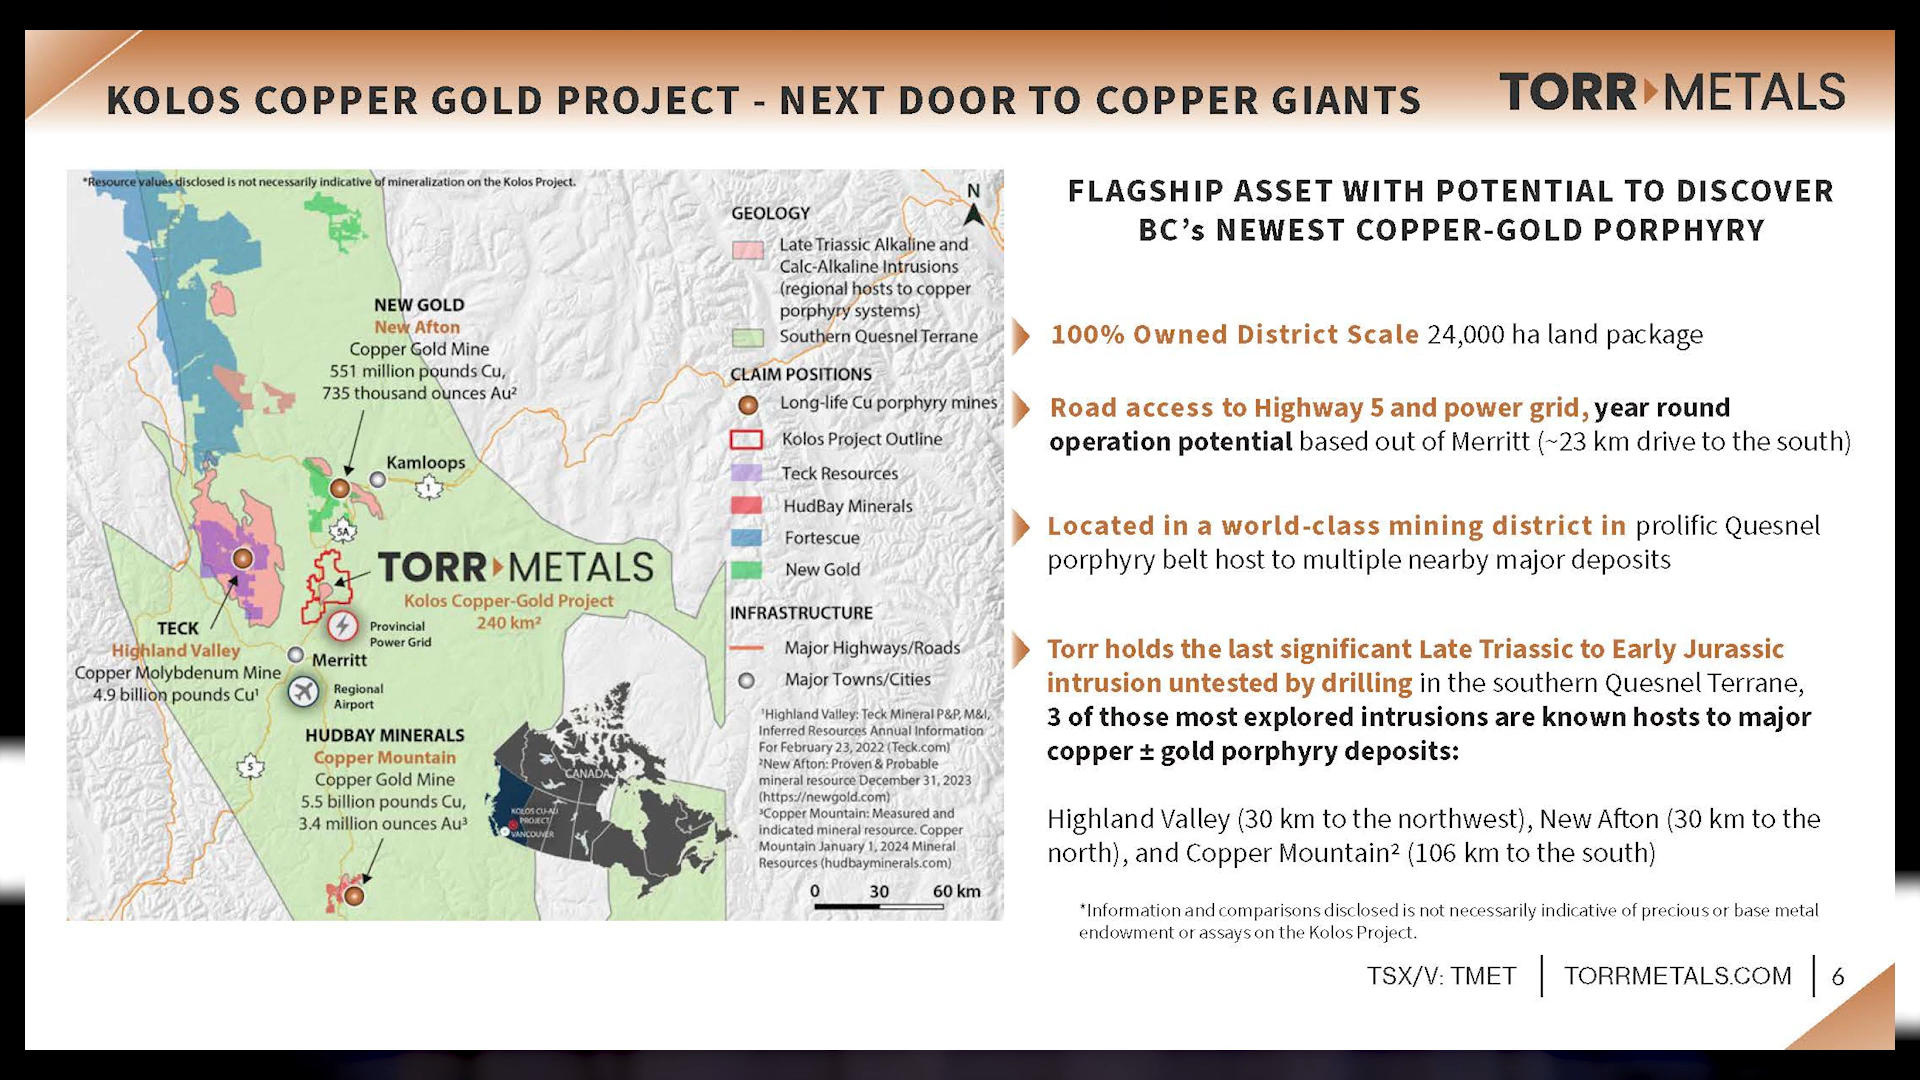 KOLOS COPPER GOLD PROJECT - NEXT DOOR TO COPPER GIANTS
TORR METALS
*Resource values disclosed is not necessarily indicative of mineralization on the Kolos Project.
N
NEW GOLD
New Afton
Copper Gold Mine
551 million pounds Cu,
735 thousand ounces Au²
Kamloops
1
5A
TORR METALS
Kolos Copper-Gold Project
240 km²
Provincial
Power Grid
TECK
Highland Valley
Copper Molybdenum Mine
4.9 billion pounds Cu¹
Merritt
Regional
Airport
HUDBAY MINERALS
Copper Mountain
Copper Gold Mine
5.5 billion pounds Cu,
3.4 million ounces Au³
5
CANADA
KOLOS CU-AU
PROJECT
VANCOUVER
GEOLOGY
Late Triassic Alkaline and
Calc-Alkaline Intrusions
(regional hosts to copper
porphyry systems)
Southern Quesnel Terrane
CLAIM POSITIONS
Long-life Cu porphyry mines
Kolos Project Outline
Teck Resources
HudBay Minerals
Fortescue
New Gold
INFRASTRUCTURE
Major Highways/Roads
Major Towns/Cities
¹Highland Valley: Teck Mineral P&P, M&I,
Inferred Resources Annual Information
For February 23, 2022 (Teck.com)
²New Afton: Proven & Probable
mineral resource December 31, 2023
(https://newgold.com)
³Copper Mountain: Measured and
indicated mineral resource. Copper
Mountain January 1, 2024 Mineral
Resources (hudbayminerals.com)
0 30 60 km
FLAGSHIP ASSET WITH POTENTIAL TO DISCOVER
BC's NEWEST COPPER-GOLD PORPHYRY
100% Owned District Scale 24,000 ha land package
Road access to Highway 5 and power grid, year round
operation potential based out of Merritt (~23 km drive to the south)
Located in a world-class mining district in prolific Quesnel
porphyry belt host to multiple nearby major deposits
Torr holds the last significant Late Triassic to Early Jurassic
intrusion untested by drilling in the southern Quesnel Terrane,
3 of those most explored intrusions are known hosts to major
copper ± gold porphyry deposits:
Highland Valley (30 km to the northwest), New Afton (30 km to the
north), and Copper Mountain² (106 km to the south)
*Information and comparisons disclosed is not necessarily indicative of precious or base metal
endowment or assays on the Kolos Project.
TSX/V: TMET | TORRMETALS.COM | 6